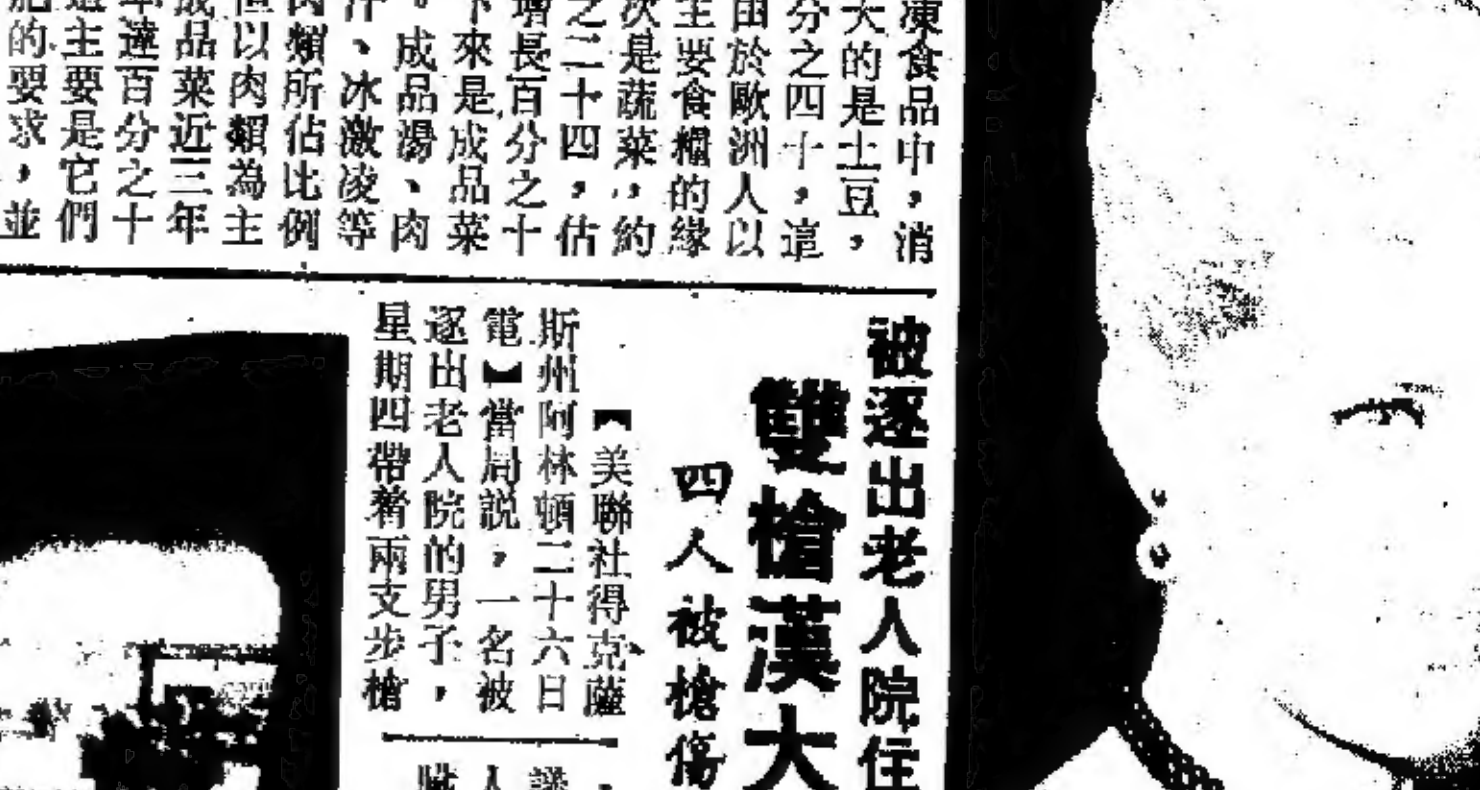 凍食品中，消
大的是土豆，
分之四十，這
由於歐洲人以
主要食糧的緣
次是蔬菜，約
之二十四，估
增長百分之十
下來是成品菜
。成品湯、肉
汁、冰激凌等
肉類所佔比例
但以肉類為主
成品菜近三年
達百分之十
這主要是它們
的要求，並
被逐出老人院住
雙槍漢大
四人被槍傷
【美聯社得克薩
斯州阿林頓二十六日
電】當局説，一名被
逐出老人院的男子，
星期四帶着兩支步槍